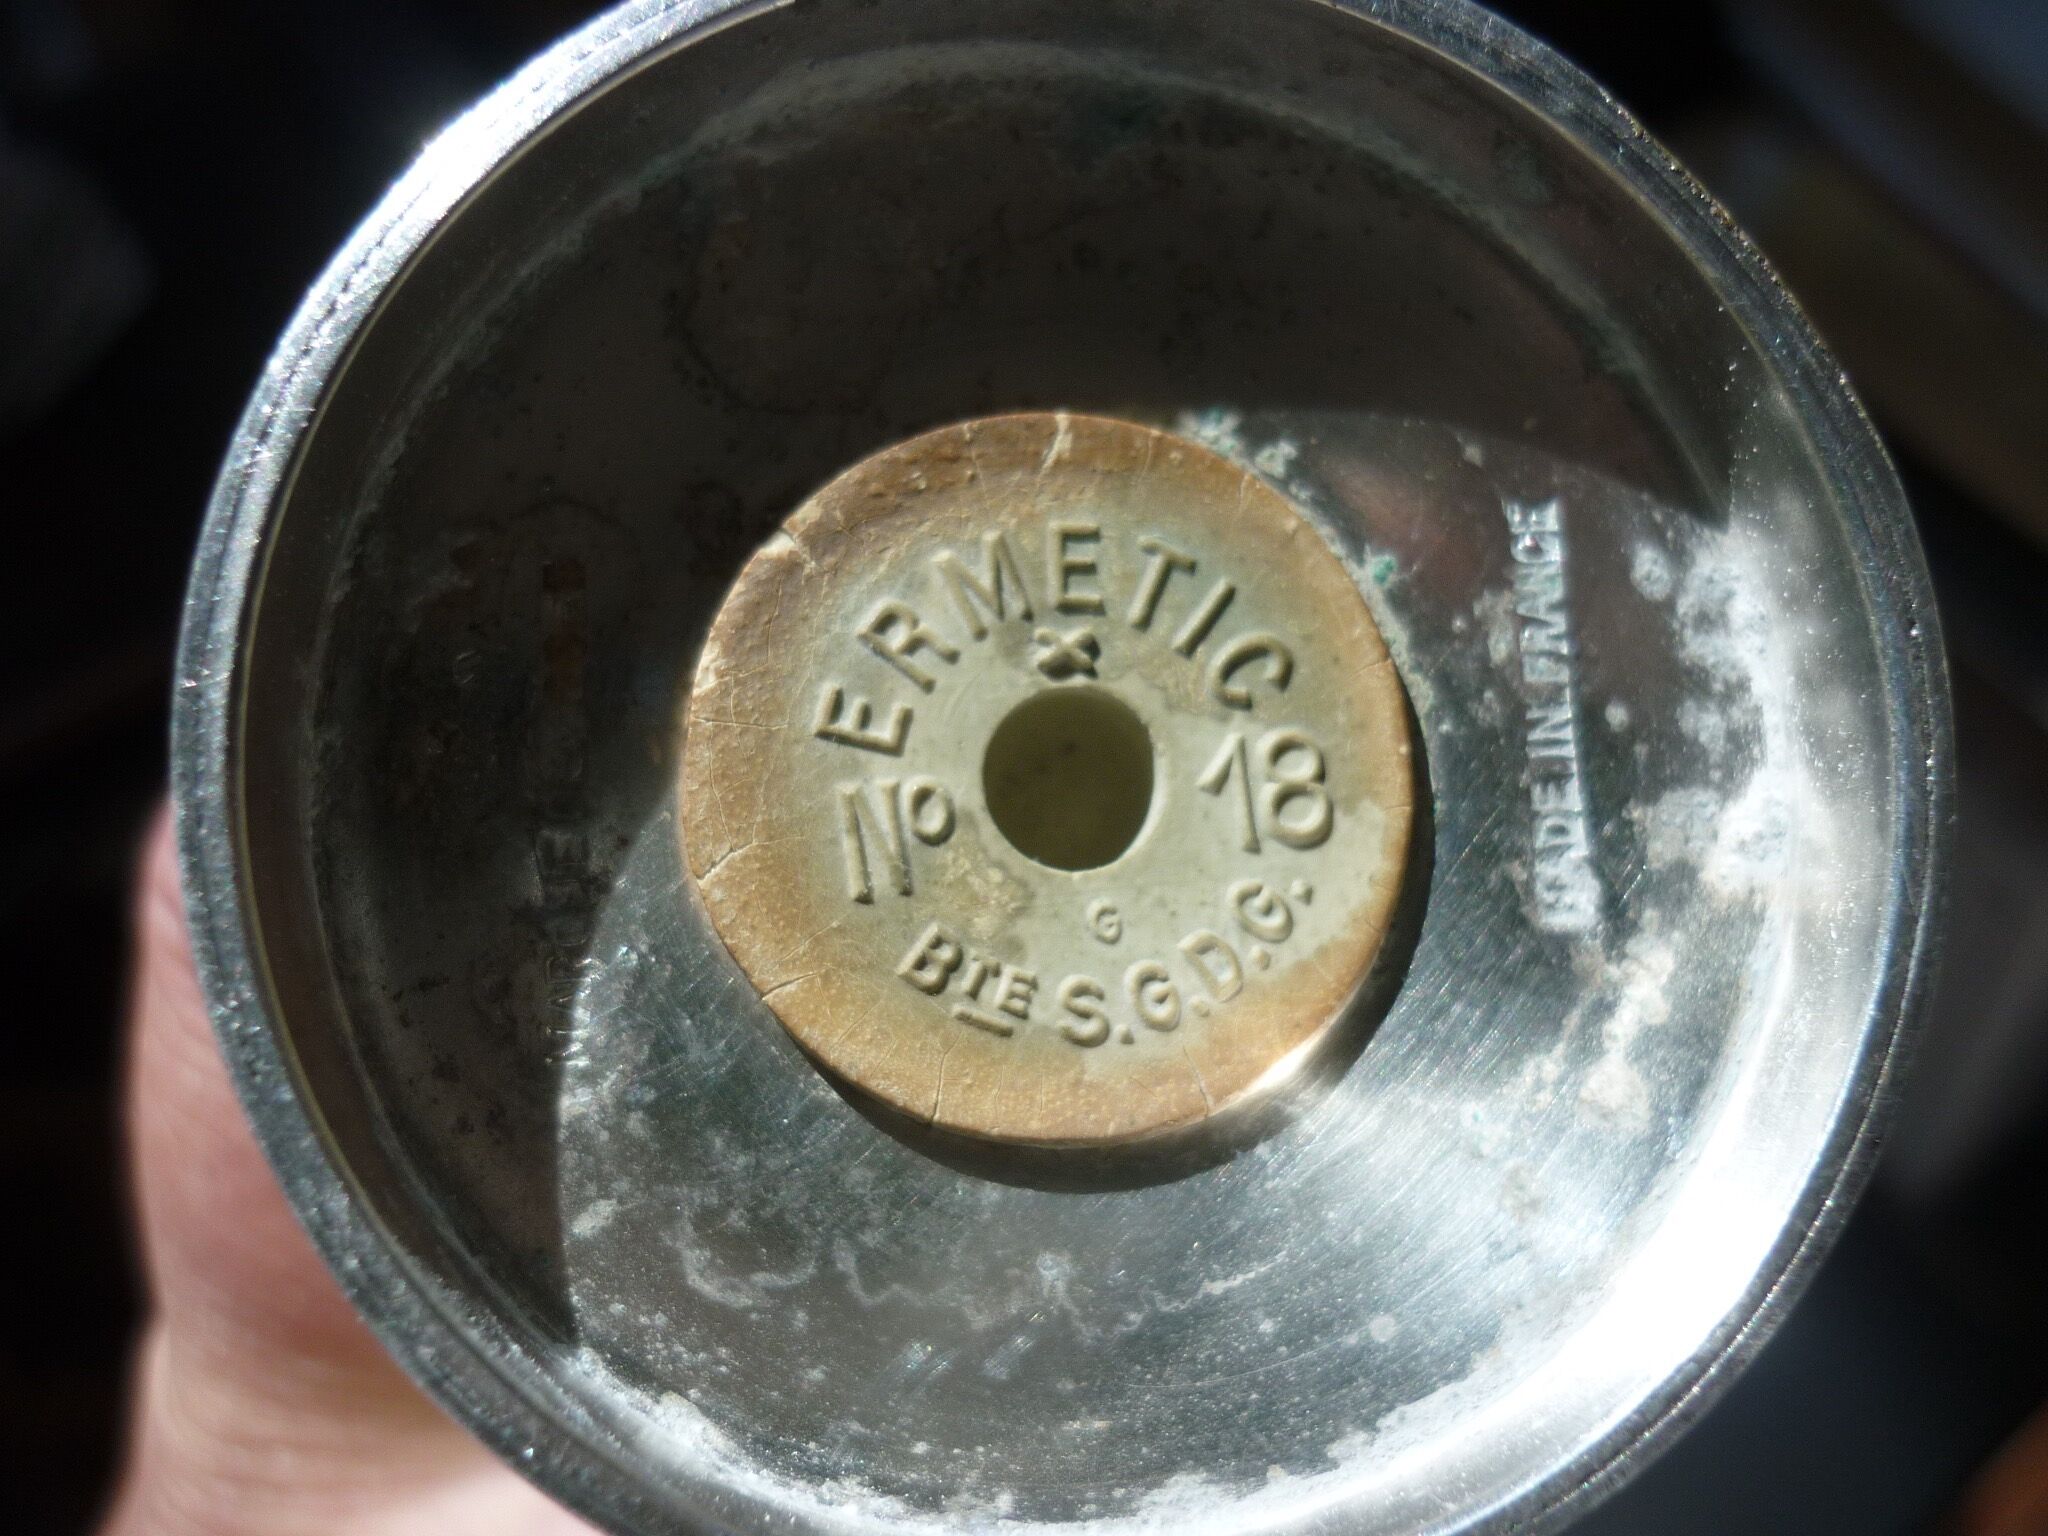 ERMETIC
No 18
G
BTE S.G.D.G.
MADE IN FRANCE